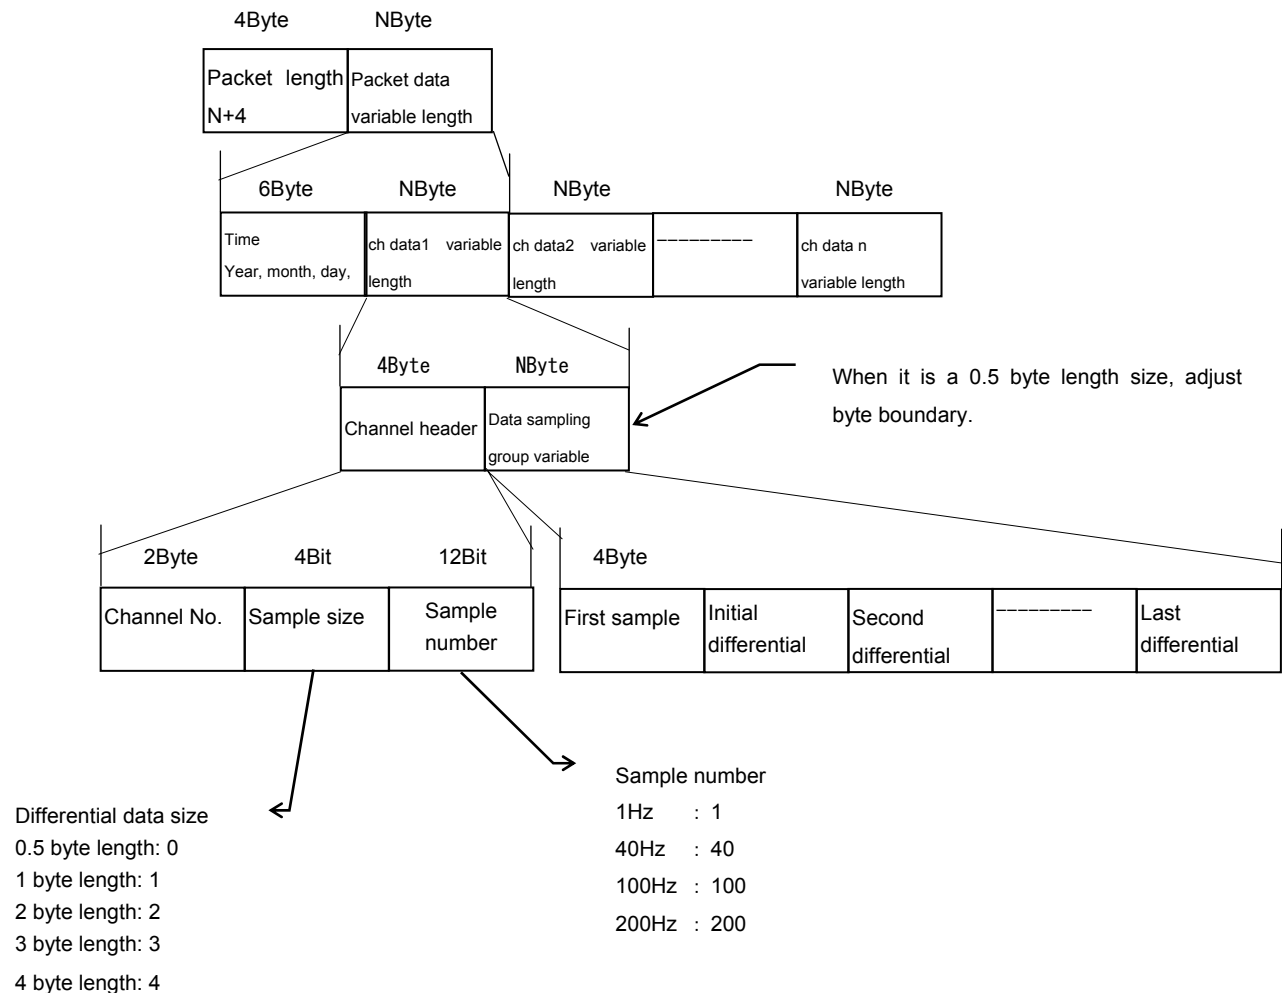 4Byte NByte
Packet length Packet data
N+4 variable length
6Byte NByte NByte NByte
Time ch data1 variable ch data2 variable ---------- ch data n
Year, month, day, length length variable length
4Byte NByte
When it is a 0.5 byte length size, adjust
byte boundary.
Channel header Data sampling
group variable
2Byte 4Bit 12Bit 4Byte
Channel No. Sample size Sample
number
First sample Initial
differential
Second
differential
----------
Last
differential
Sample number
1Hz : 1
40Hz : 40
100Hz : 100
200Hz : 200
Differential data size
0.5 byte length: 0
1 byte length: 1
2 byte length: 2
3 byte length: 3
4 byte length: 4